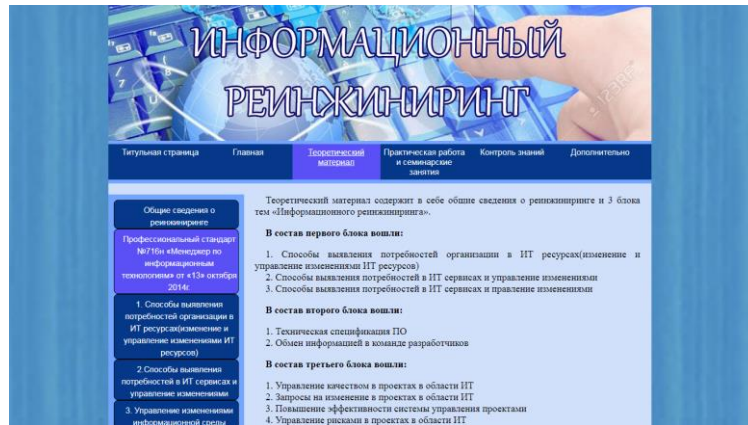 ИНФОРМАЦИОННЫЙ
РЕИНЖИНИРИНГ
123RF
Титульная страница
Главная
Теоретический
материал
Практическая работа
и семинарские
занятия
Контроль знаний
Дополнительно
Общие сведения о
реинжиниринге
Профессиональный стандарт
№716н «Менеджер по
информационным
технологиям» от «13» октября
2014г.
1. Способы выявления
потребностей организации в
ИТ ресурсах(изменение и
управление изменениями ИТ
ресурсов)
2.Способы выявления
потребностей в ИТ сервисах и
управление изменениями
3. Управление изменениями
информационной среды
Теоретический материал содержит в себе общие сведения о реинжиниринге и 3 блока
тем «Информационного реинжиниринга».
В состав первого блока вошли:
1. Способы выявления потребностей организации в ИТ ресурсах(изменение и
управление изменениями ИТ ресурсов)
2. Способы выявления потребностей в ИТ сервисах и управление изменениями
3. Способы выявления потребностей в ИТ сервисах и правление изменениями
В состав второго блока вошли:
1. Техническая спецификация ПО
2. Обмен информацией в команде разработчиков
В состав третьего блока вошли:
1. Управление качеством в проектах в области ИТ
2. Запросы на изменение в проектах в области ИТ
3. Повышение эффективности системы управления проектами
4. Управление рисками в проектах в области ИТ